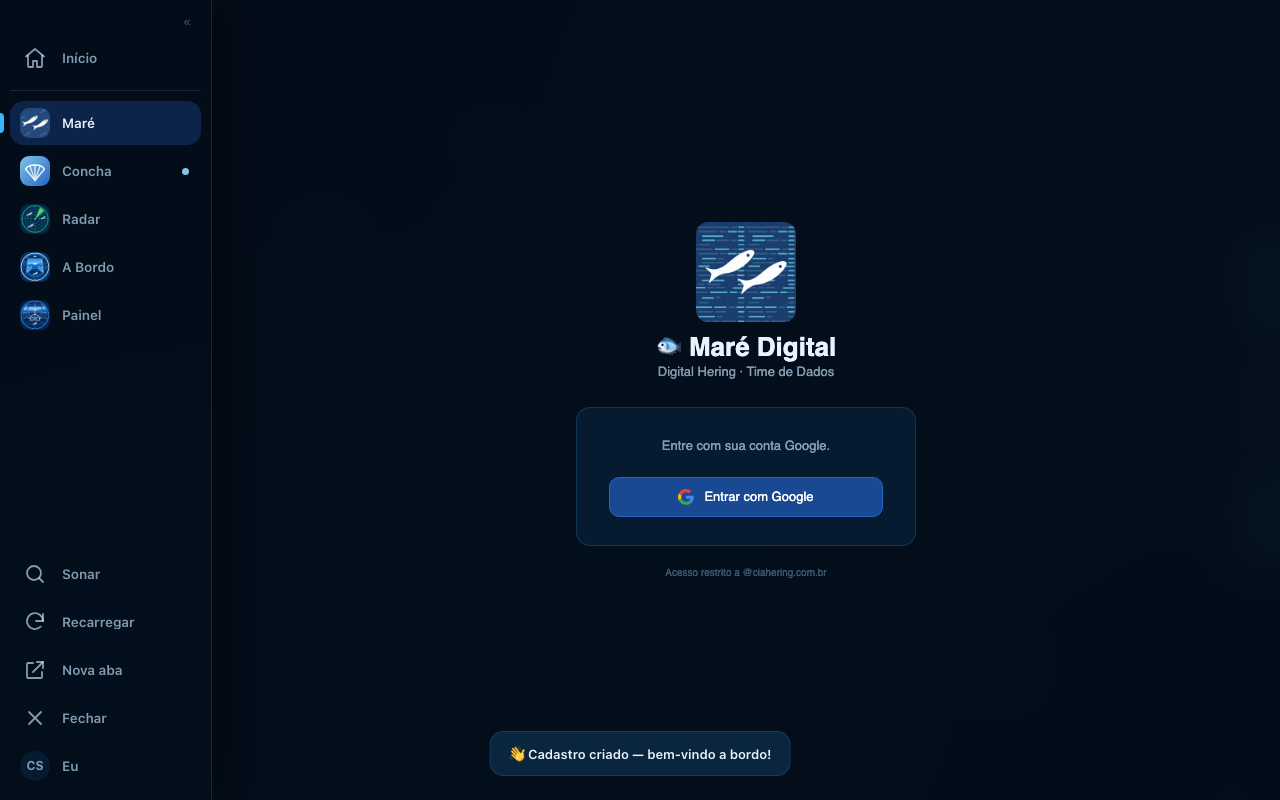 «
Início
Maré
Concha
Radar
A Bordo
Painel
Sonar
Recarregar
Nova aba
Fechar
CS Eu
🐟 Maré Digital
Digital Hering · Time de Dados
Entre com sua conta Google.
Entrar com Google
Acesso restrito a @ciahering.com.br
👋 Cadastro criado — bem-vindo a bordo!